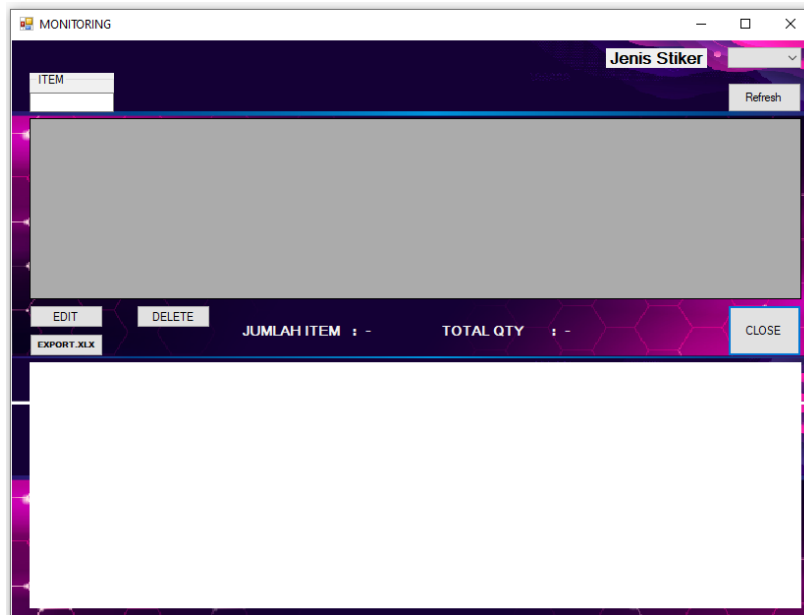 MONITORING
Jenis Stiker
ITEM
Refresh
EDIT
DELETE
JUMLAH ITEM : -
TOTAL QTY : -
CLOSE
EXPORT.XLX